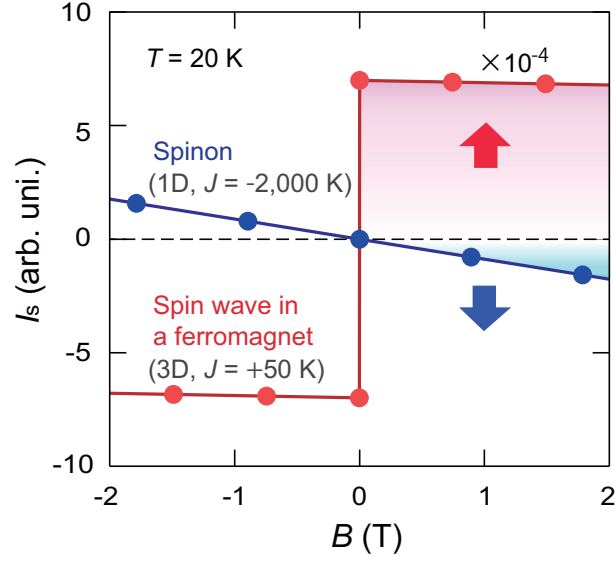 10
T = 20 K
×10-4
5
Spinon
(1D, J = -2,000 K)
0
Is (arb. uni.)
Spin wave in
a ferromagnet
(3D, J = +50 K)
-5
-10
-2
-1
0
1
2
B (T)